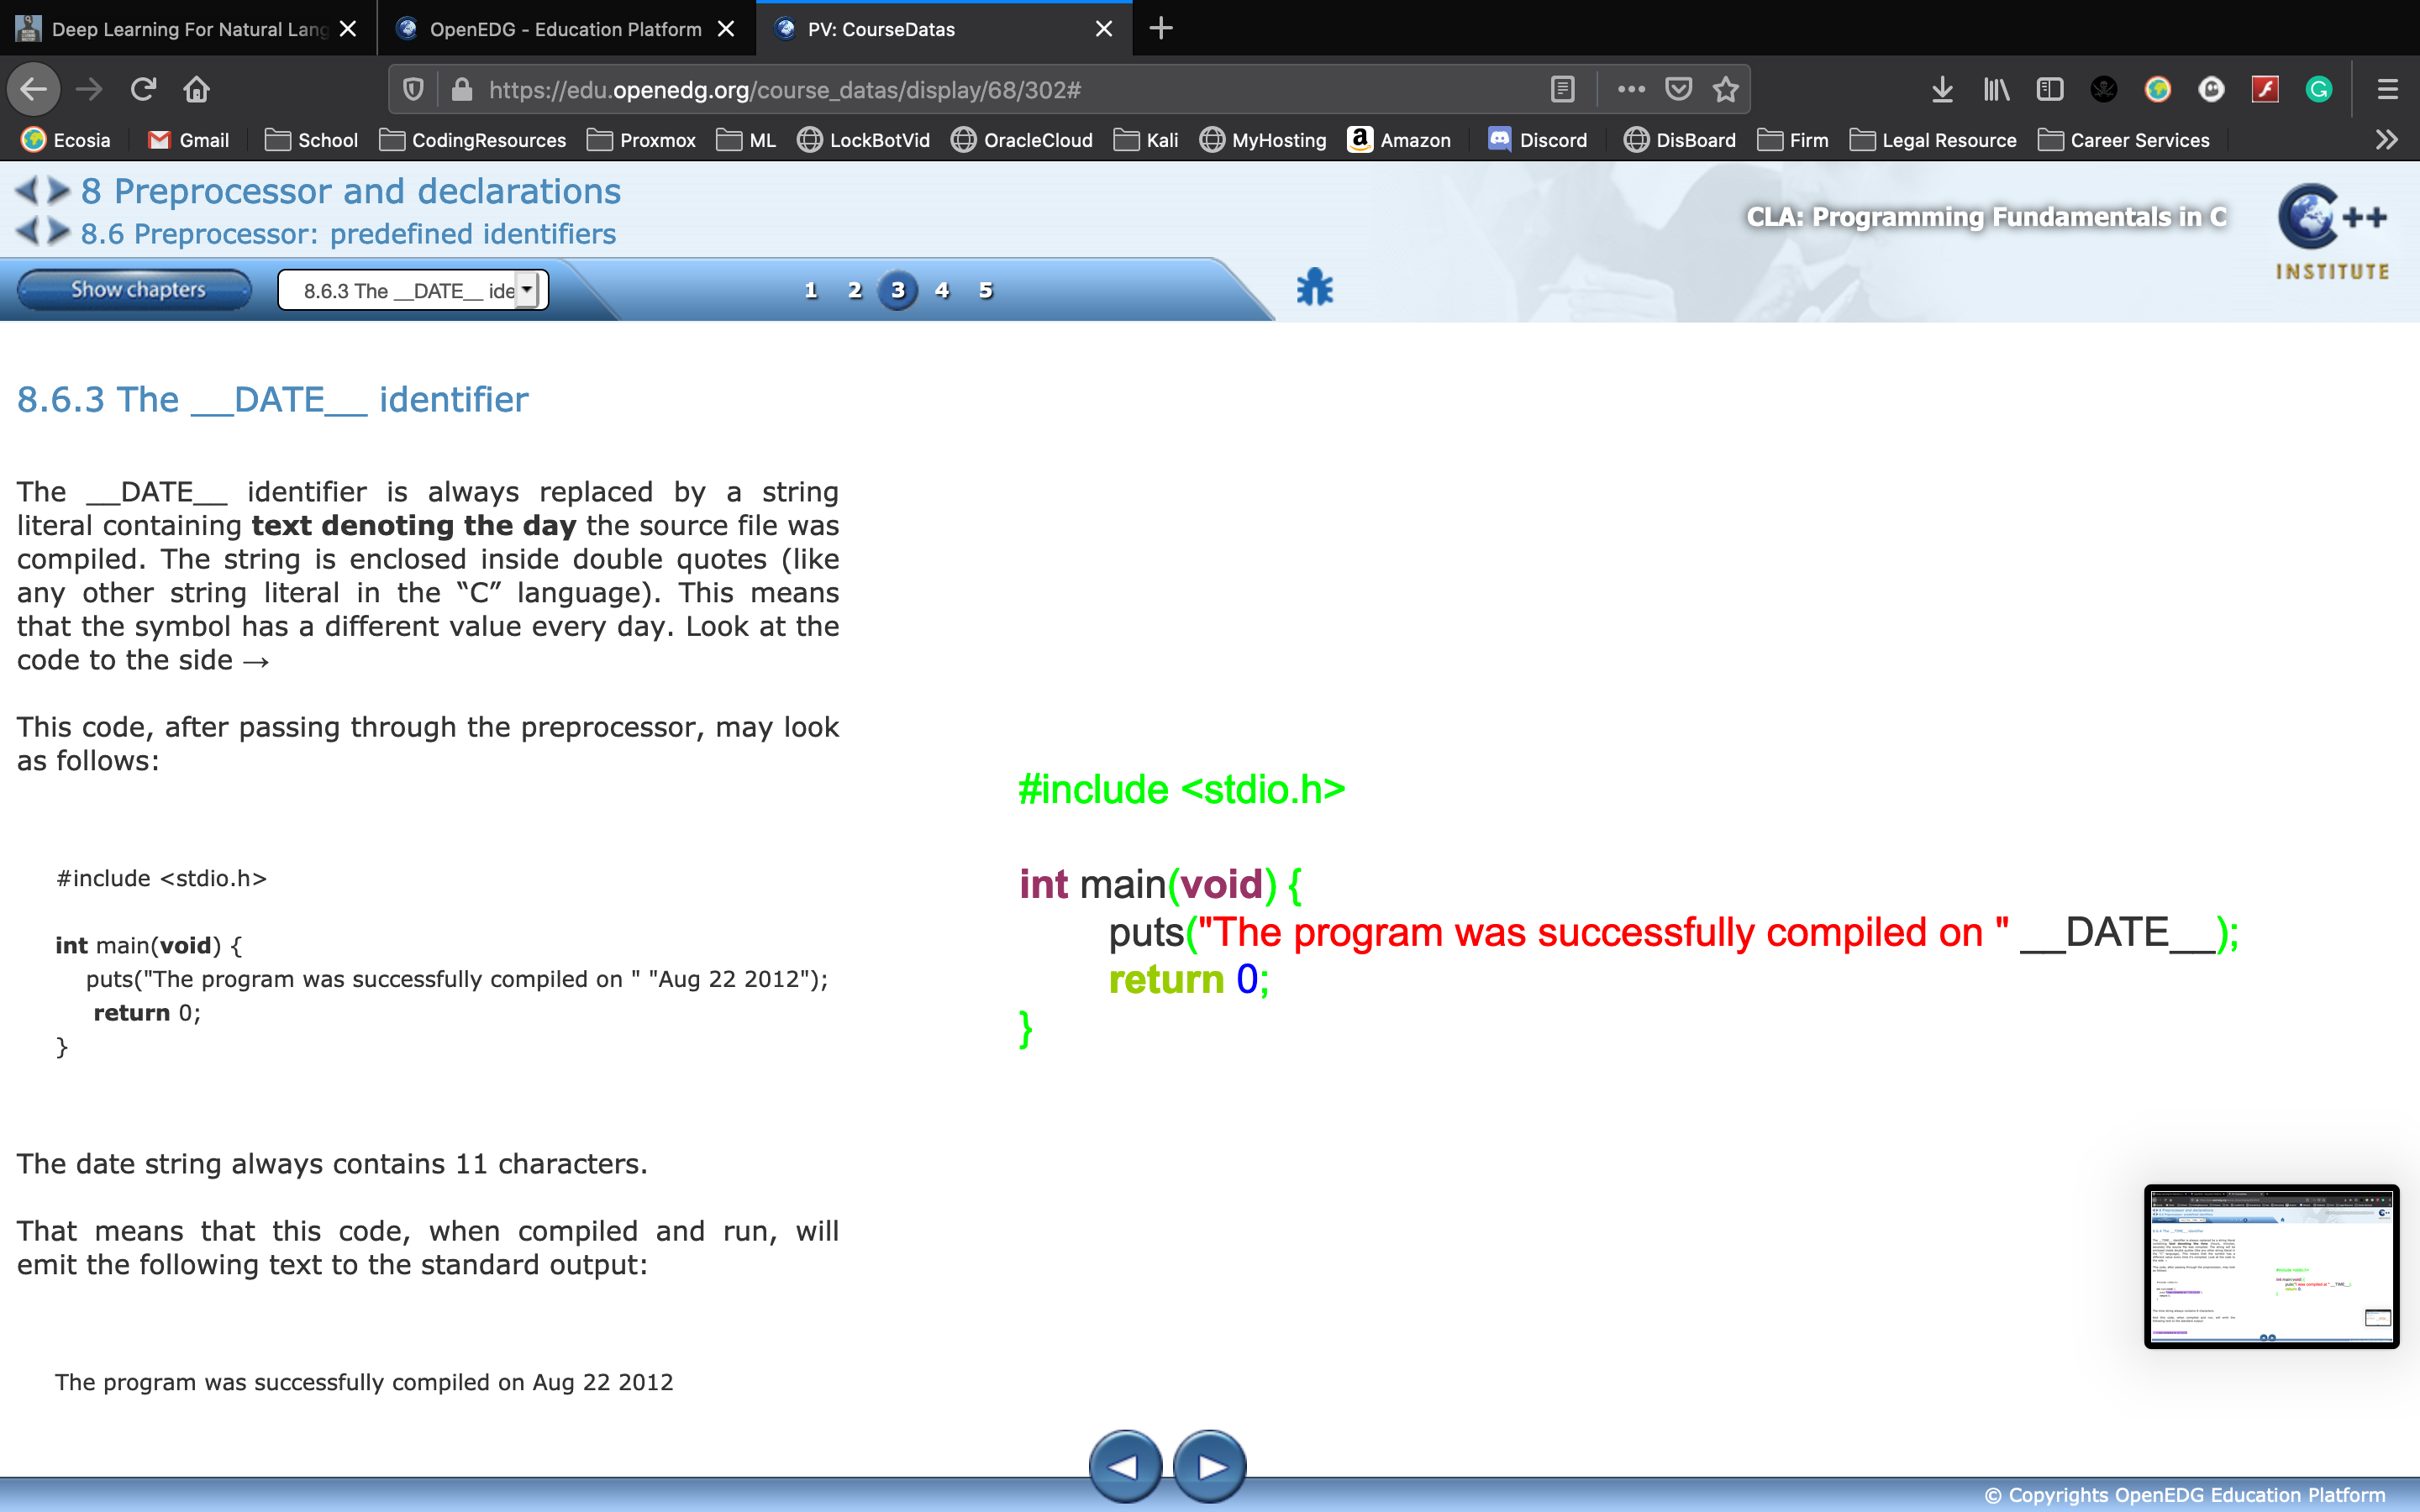 Deep Learning For Natural Lang
OpenEDG - Education Platform
PV: CourseDatas
https://edu.openedg.org/course_datas/display/68/302#
Ecosia
Gmail
School
CodingResources
Proxmox
ML
LockBotVid
OracleCloud
Kali
MyHosting
Amazon
Discord
DisBoard
Firm
Legal Resource
Career Services
8 Preprocessor and declarations
8.6 Preprocessor: predefined identifiers
CLA: Programming Fundamentals in C
C++
INSTITUTE
Show chapters
8.6.3 The __DATE__ ide
1 2 3 4 5
8.6.3 The __DATE__ identifier
The __DATE__ identifier is always replaced by a string
literal containing text denoting the day the source file was
compiled. The string is enclosed inside double quotes (like
any other string literal in the “C” language). This means
that the symbol has a different value every day. Look at the
code to the side →
This code, after passing through the preprocessor, may look
as follows:
#include <stdio.h>
int main(void) {
puts("The program was successfully compiled on " "Aug 22 2012");
return 0;
}
The date string always contains 11 characters.
That means that this code, when compiled and run, will
emit the following text to the standard output:
The program was successfully compiled on Aug 22 2012
#include <stdio.h>
int main(void) {
puts("The program was successfully compiled on " __DATE__);
return 0;
}
© Copyrights OpenEDG Education Platform